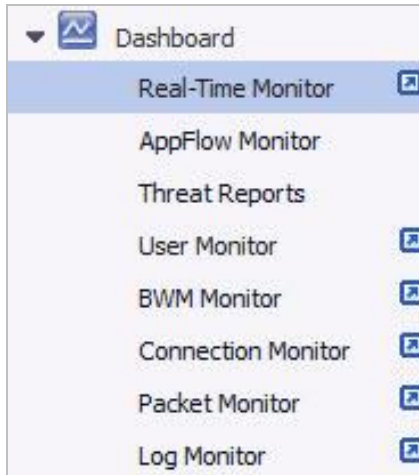 Dashboard
Real-Time Monitor
AppFlow Monitor
Threat Reports
User Monitor
BWM Monitor
Connection Monitor
Packet Monitor
Log Monitor